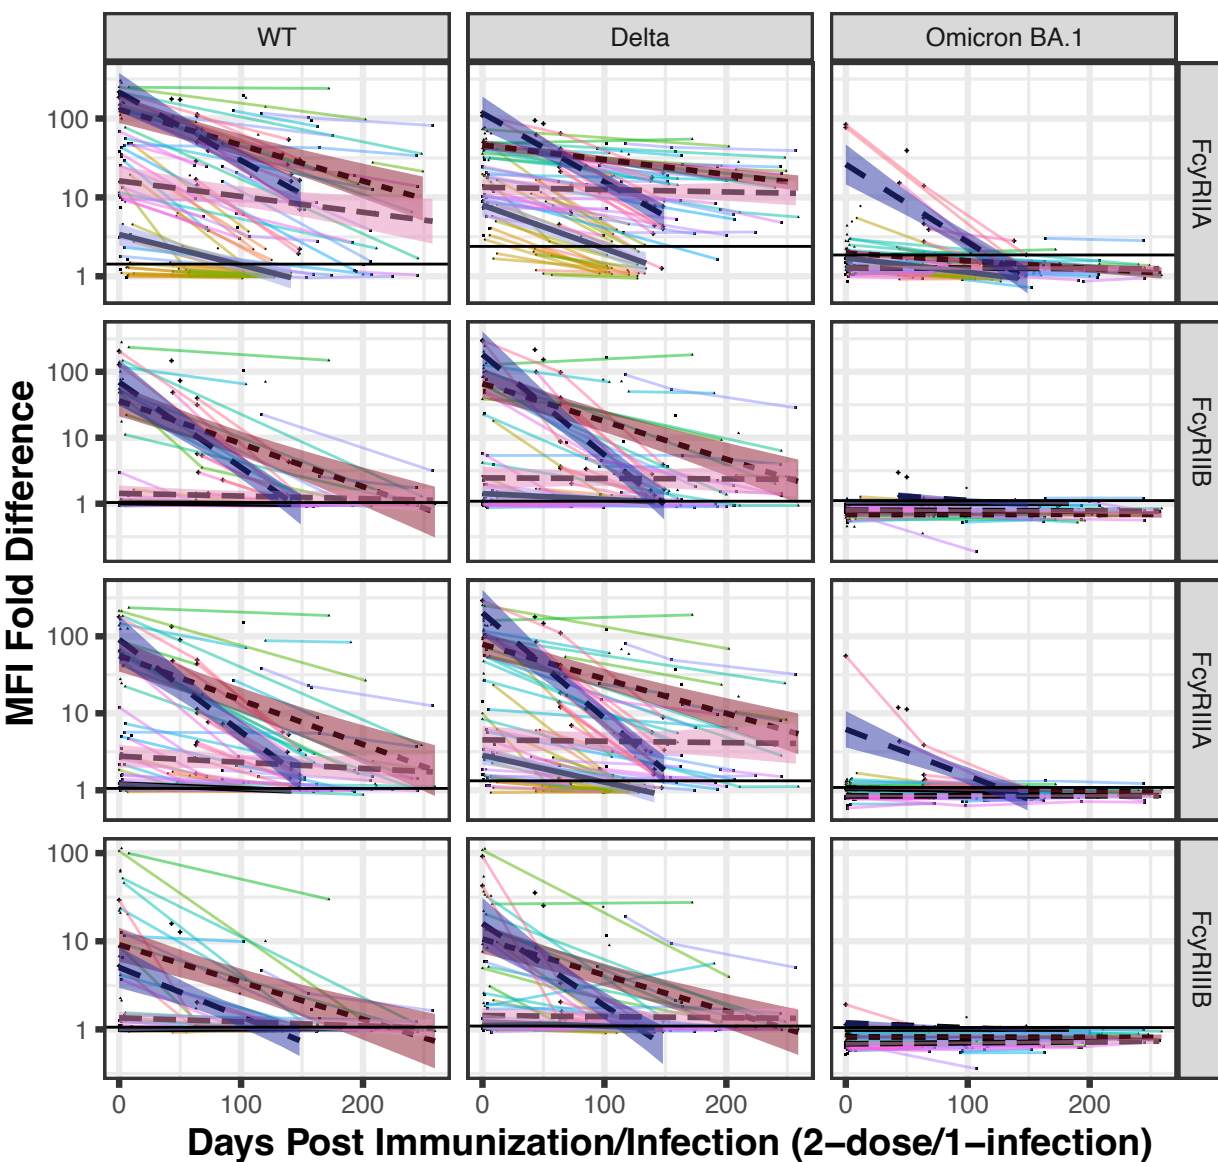 WT Delta Omicron BA.1
MFI Fold Difference
100
10
1
FcγRIIA
100
10
1
FcγRIIB
100
10
1
FcγRIIIA
100
10
1
FcγRIIIB
0 100 200 0 100 200 0 100 200
Days Post Immunization/Infection (2−dose/1−infection)